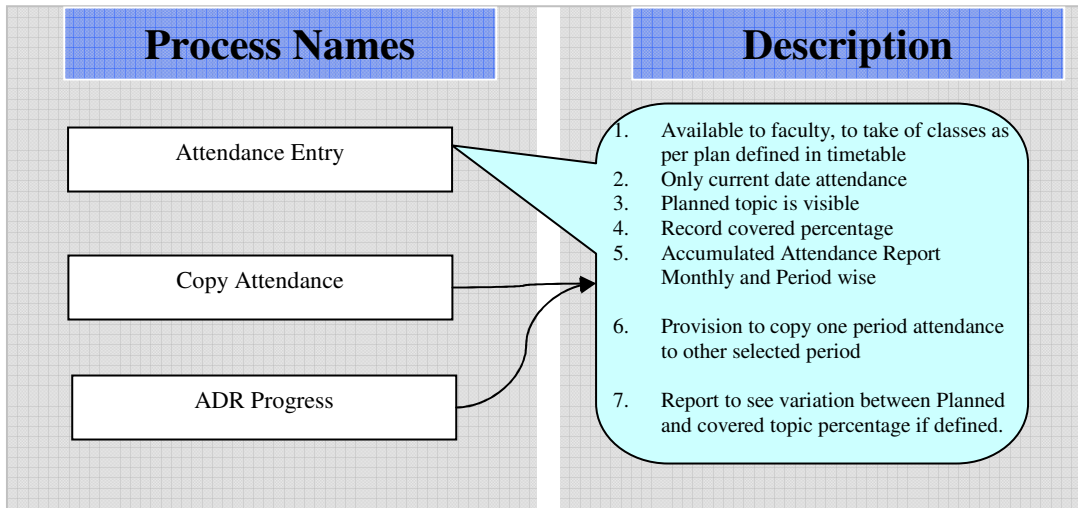 Process Names
Description
Attendance Entry
Copy Attendance
ADR Progress
1. Available to faculty, to take of classes as
per plan defined in timetable
2. Only current date attendance
3. Planned topic is visible
4. Record covered percentage
5. Accumulated Attendance Report
Monthly and Period wise
6. Provision to copy one period attendance
to other selected period
7. Report to see variation between Planned
and covered topic percentage if defined.